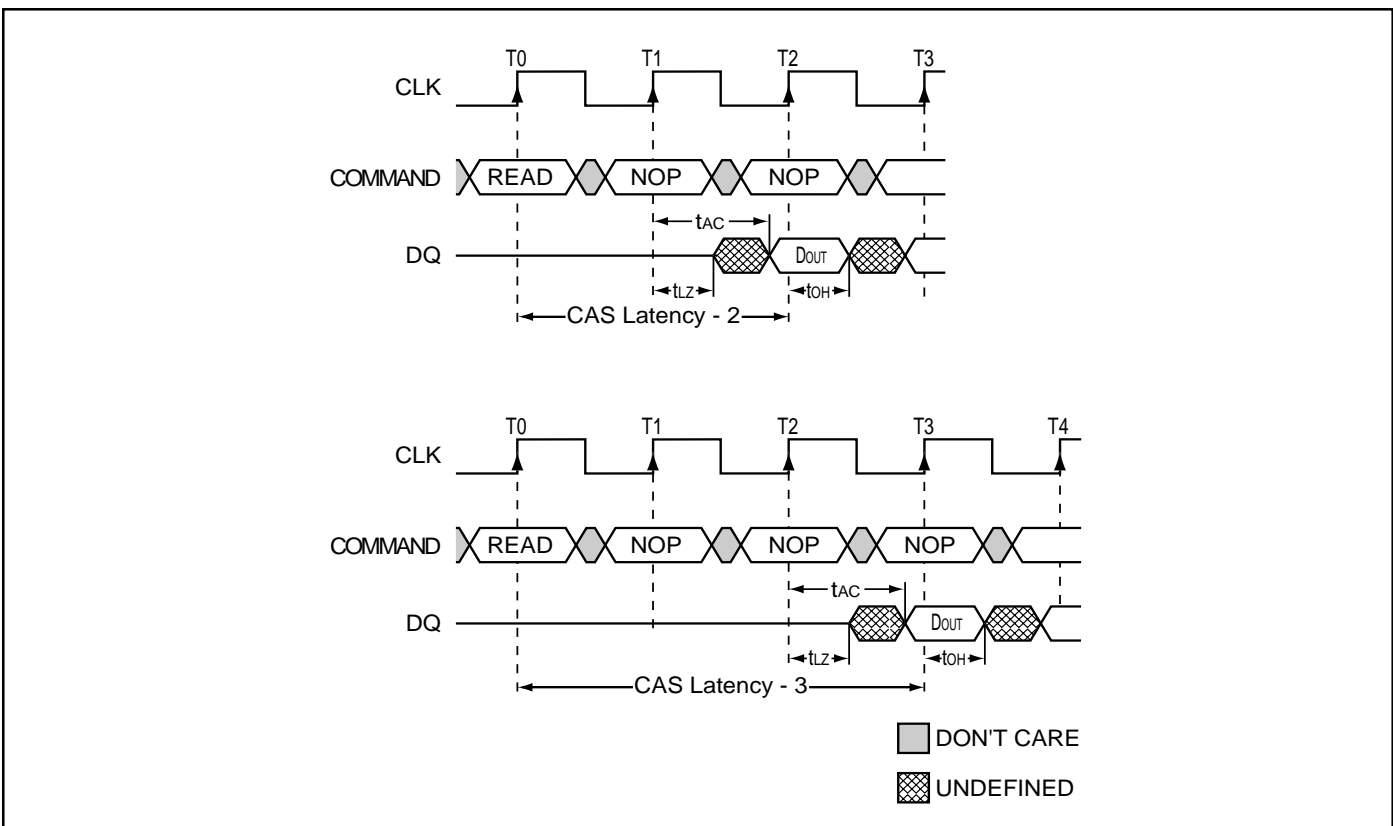 T0 T1 T2 T3
CLK
COMMAND READ NOP NOP
tAC
DQ DOUT
tLZ tOH
CAS Latency - 2
T0 T1 T2 T3 T4
CLK
COMMAND READ NOP NOP NOP
tAC
DQ DOUT
tLZ tOH
CAS Latency - 3
DON'T CARE
UNDEFINED